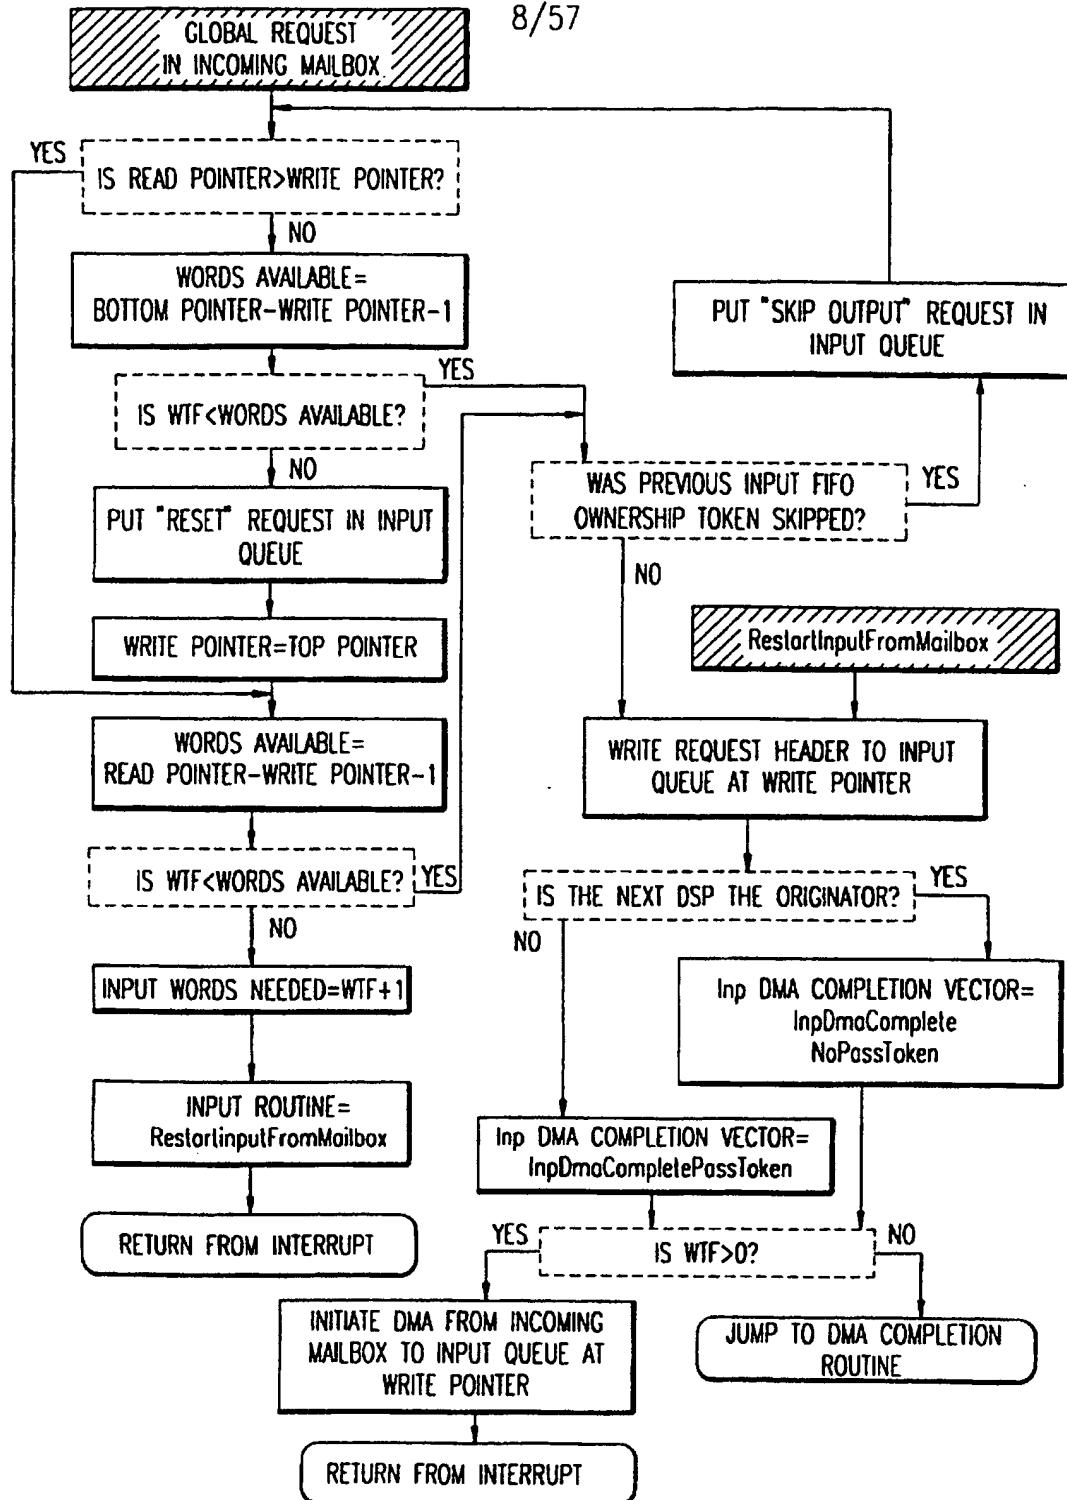 8/57
GLOBAL REQUEST
IN INCOMING MAILBOX
YES
IS READ POINTER>WRITE POINTER?
NO
WORDS AVAILABLE=
BOTTOM POINTER-WRITE POINTER-1
YES
IS WTF<WORDS AVAILABLE?
NO
PUT "RESET" REQUEST IN INPUT
QUEUE
WRITE POINTER=TOP POINTER
WORDS AVAILABLE=
READ POINTER-WRITE POINTER-1
IS WTF<WORDS AVAILABLE?
YES
NO
INPUT WORDS NEEDED=WTF+1
INPUT ROUTINE=
RestartinputFromMailbox
RETURN FROM INTERRUPT
PUT "SKIP OUTPUT" REQUEST IN
INPUT QUEUE
WAS PREVIOUS INPUT FIFO
OWNERSHIP TOKEN SKIPPED?
YES
NO
RestartInputFromMailbox
WRITE REQUEST HEADER TO INPUT
QUEUE AT WRITE POINTER
IS THE NEXT DSP THE ORIGINATOR?
YES
NO
Inp DMA COMPLETION VECTOR=
InpDmaComplete
NoPassToken
Inp DMA COMPLETION VECTOR=
InpDmaCompletePassToken
YES
IS WTF>0?
NO
INITIATE DMA FROM INCOMING
MAILBOX TO INPUT QUEUE AT
WRITE POINTER
JUMP TO DMA COMPLETION
ROUTINE
RETURN FROM INTERRUPT